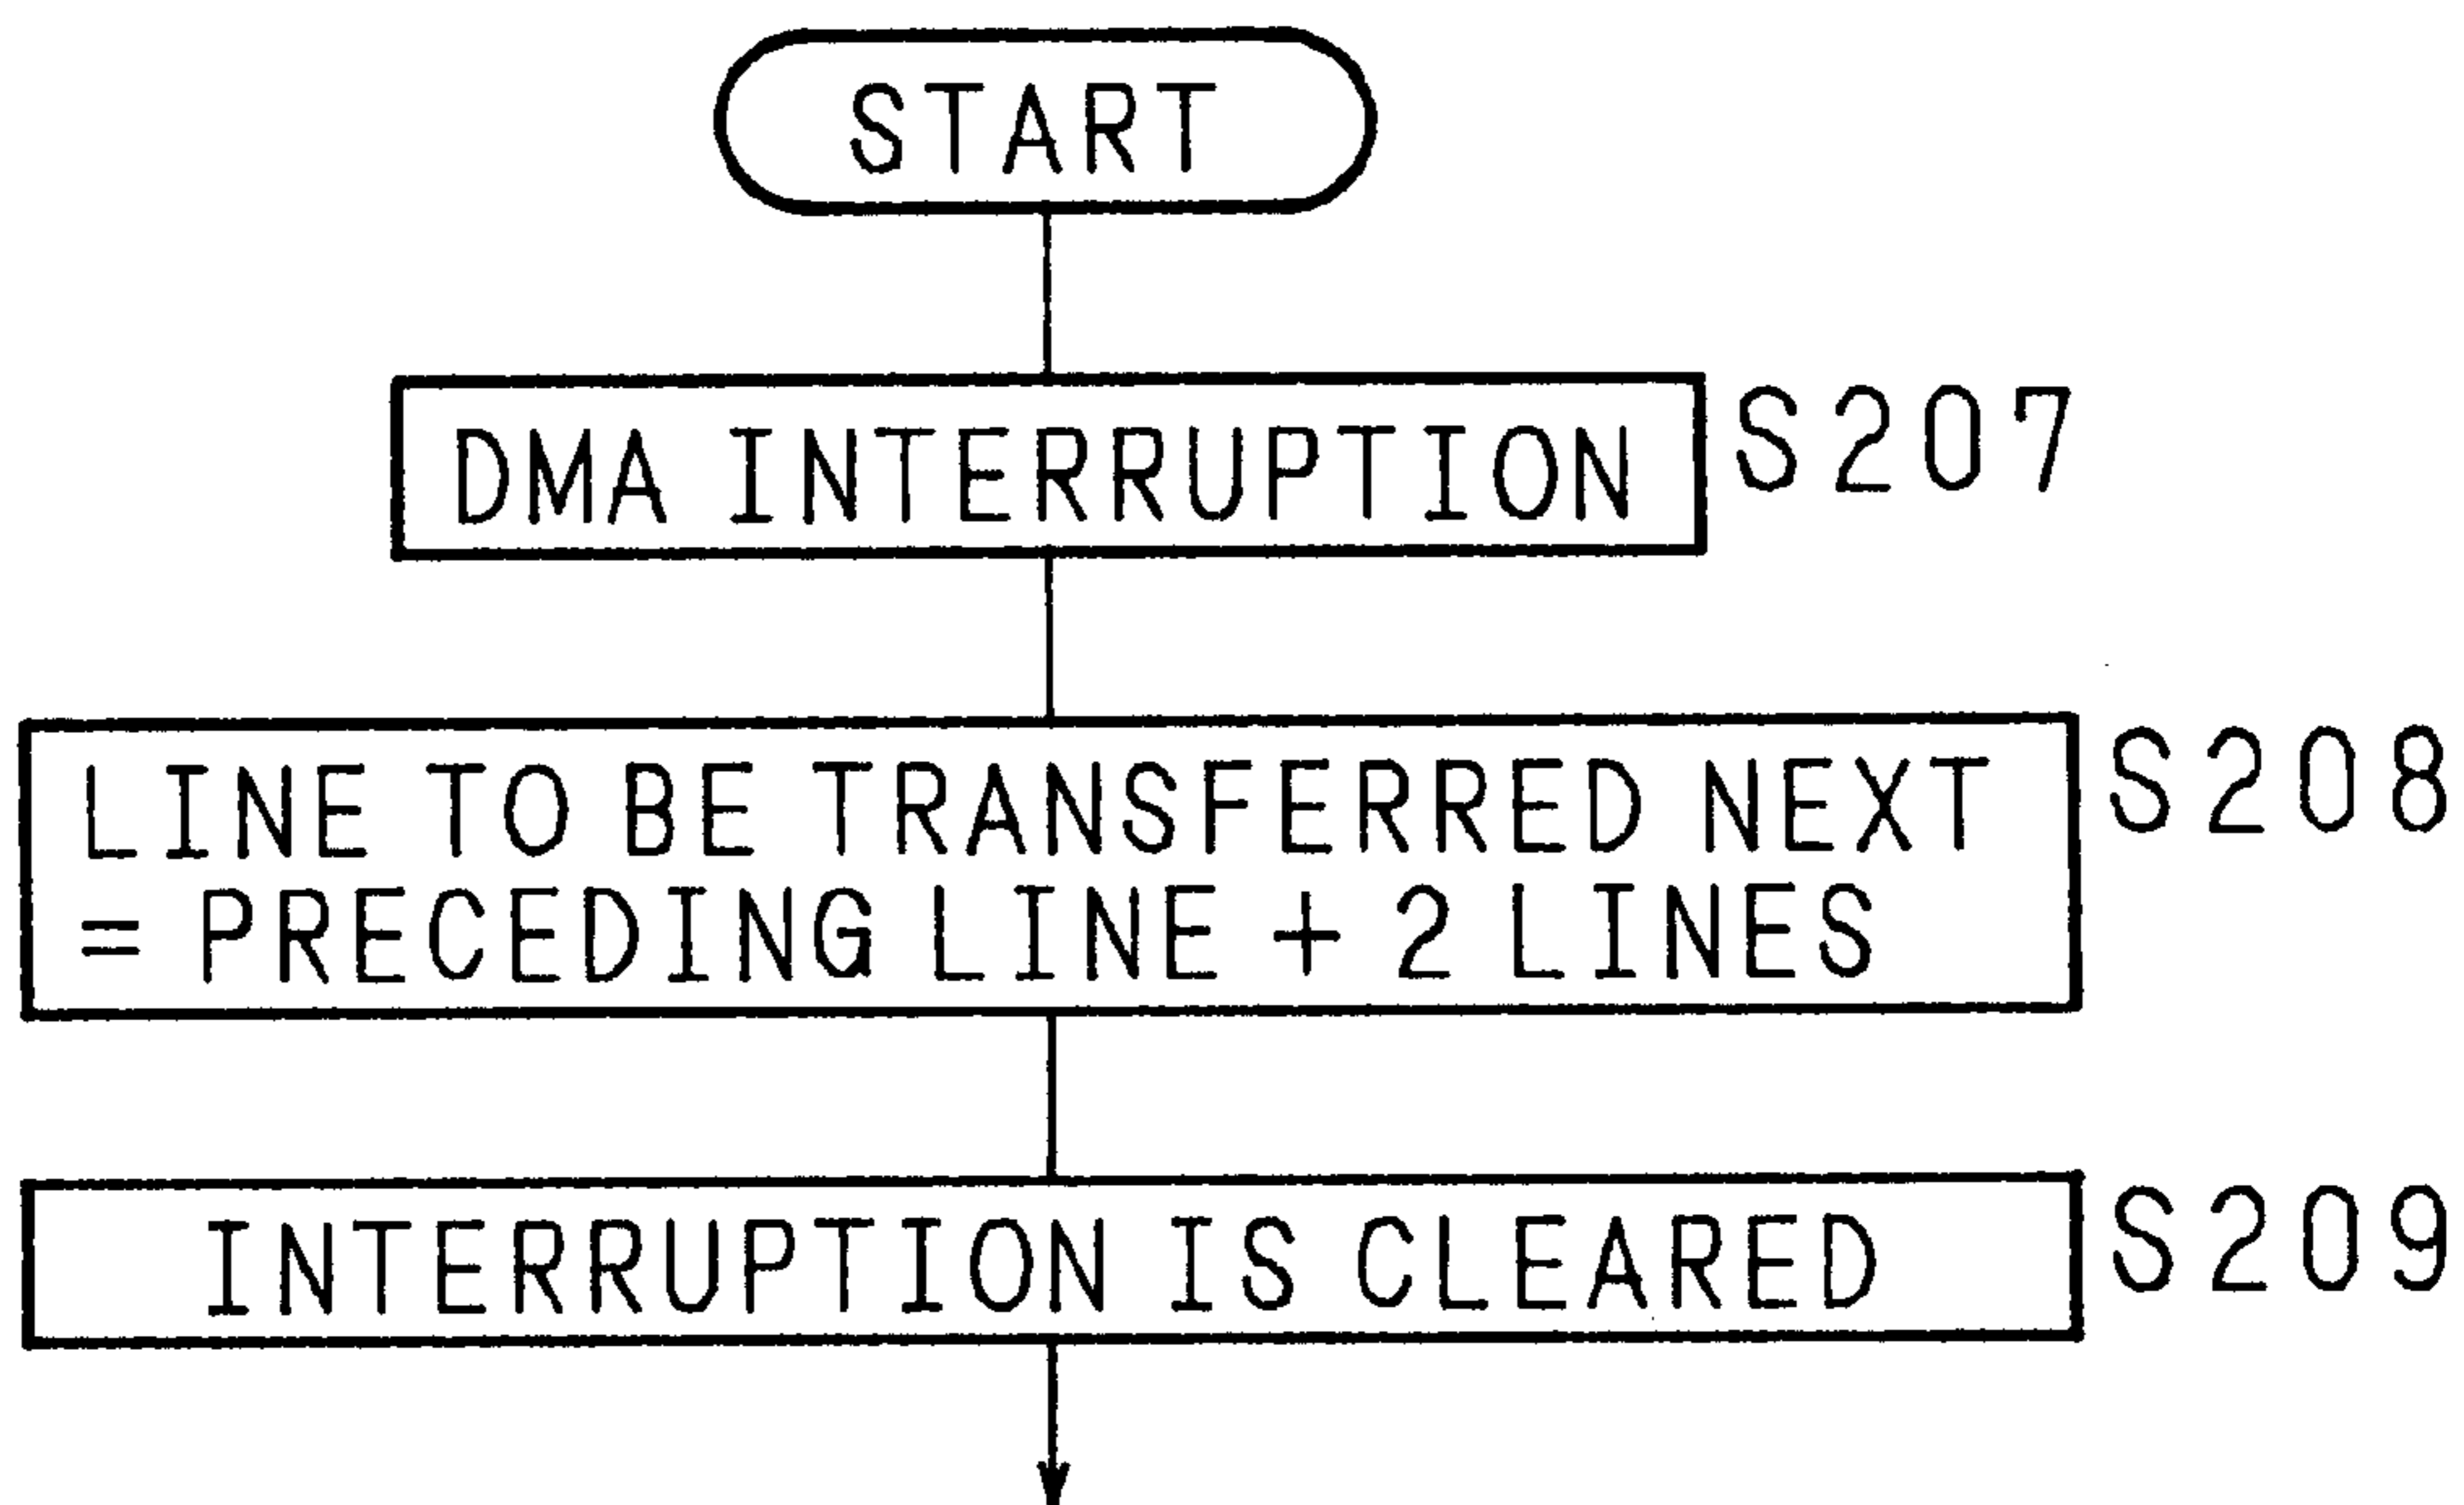 START
DMA INTERRUPTION
S207
LINE TO BE TRANSFERRED NEXT
= PRECEDING LINE + 2 LINES
S208
INTERRUPTION IS CLEARED
S209